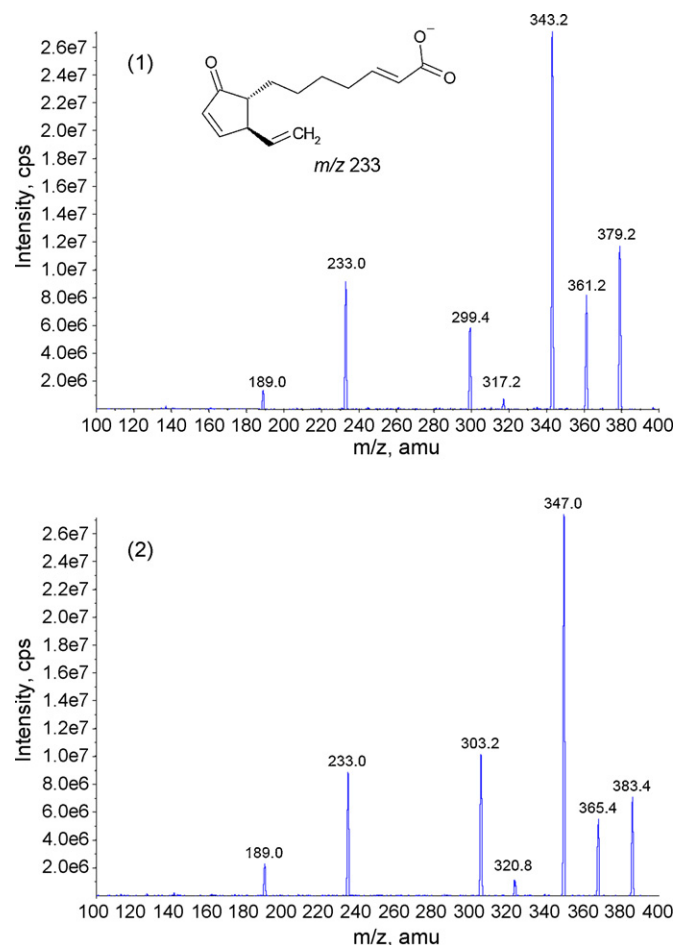 (1)
O
O⁻
O
CH₂
m/z 233
Intensity, cps
2.6e7
2.4e7
2.2e7
2.0e7
1.8e7
1.6e7
1.4e7
1.2e7
1.0e7
8.0e6
6.0e6
4.0e6
2.0e6
189.0
233.0
299.4
317.2
343.2
361.2
379.2
100 120 140 160 180 200 220 240 260 280 300 320 340 360 380 400
m/z, amu
(2)
Intensity, cps
2.6e7
2.4e7
2.2e7
2.0e7
1.8e7
1.6e7
1.4e7
1.2e7
1.0e7
8.0e6
6.0e6
4.0e6
2.0e6
189.0
233.0
303.2
320.8
347.0
365.4
383.4
100 120 140 160 180 200 220 240 260 280 300 320 340 360 380 400
m/z, amu